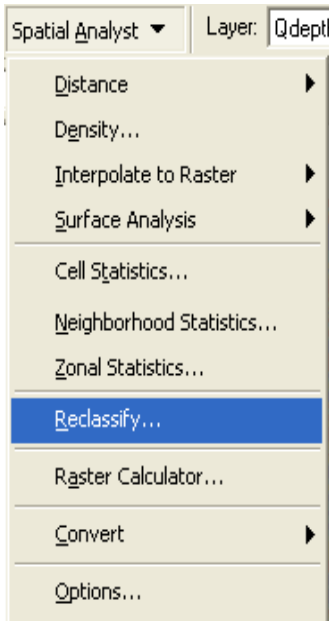 Spatial Analyst Layer: Qdepth
Distance
Density...
Interpolate to Raster
Surface Analysis
Cell Statistics...
Neighborhood Statistics...
Zonal Statistics...
Reclassify...
Raster Calculator...
Convert
Options...